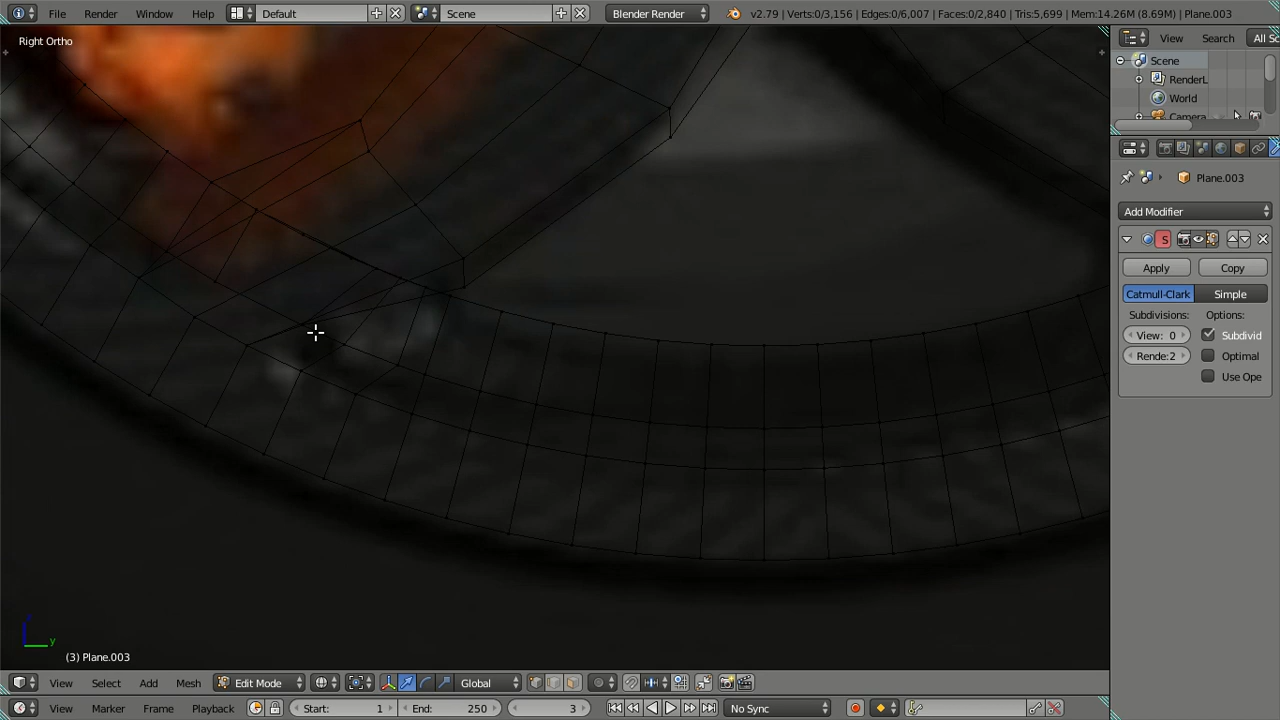 File Render Window Help Default Scene Blender Render v2.79 | Verts:0/3,156 | Edges:0/6,007 | Faces:0/2,840 | Tris:5,699 | Mem:14.26M (8.69M) | Plane.003
Right Ortho
View Search All Sc
Scene
RenderL
World
Camera
Plane.003
Add Modifier
S
Apply Copy
Catmull-Clark Simple
Subdivisions: Options:
View: 0 Subdivid
Rende:2 Optimal
Use Ope
y
(3) Plane.003
View Select Add Mesh Edit Mode Global
View Marker Frame Playback Start: 1 End: 250 3 No Sync